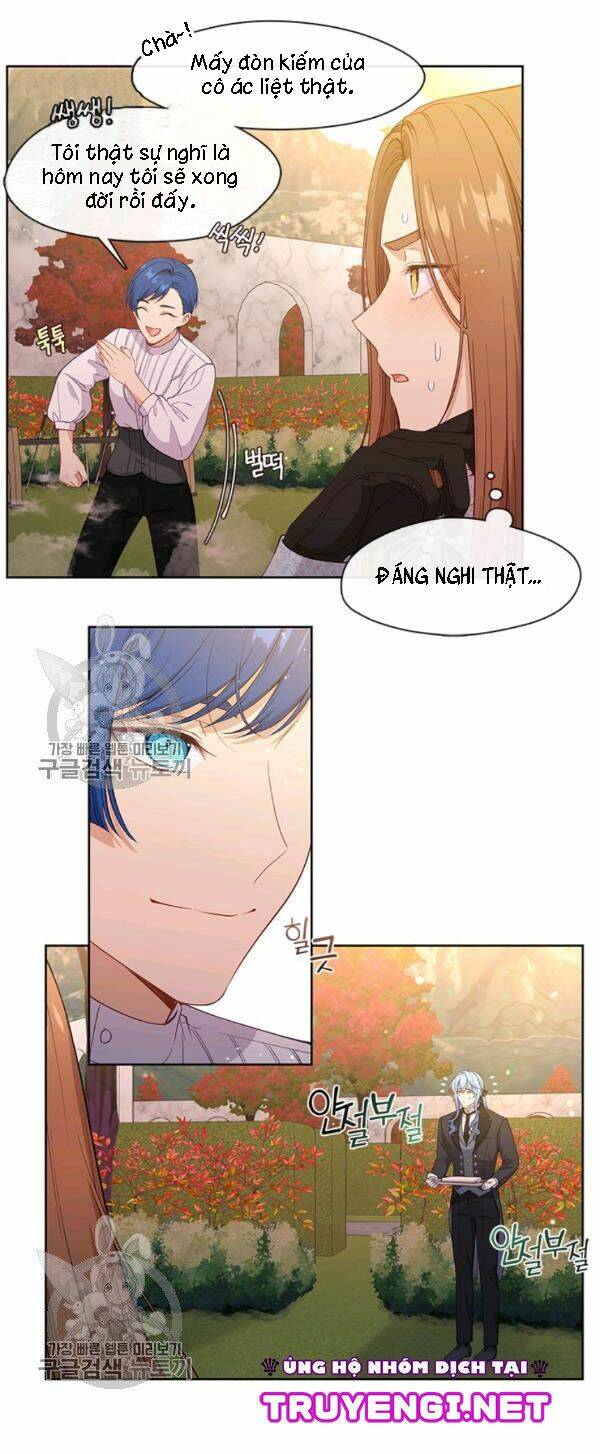 Chà~!
Mấy đòn kiếm của
cô ác liệt thật.
쌩쌩!
Tôi thật sự nghĩ là
hôm nay tôi sẽ xong
đời rồi đấy.
씩씩!
툭툭
벌떡
ĐÁNG NGHI THẬT...
가장 빠른 웹툰 미리보기
구글검색 뉴토끼
힐긋
안절부절
안절부절
가장 빠른 웹툰 미리보기
구글검색 뉴토끼
ỦNG HỘ NHÓM DỊCH TẠI
TRUYENGI.NET